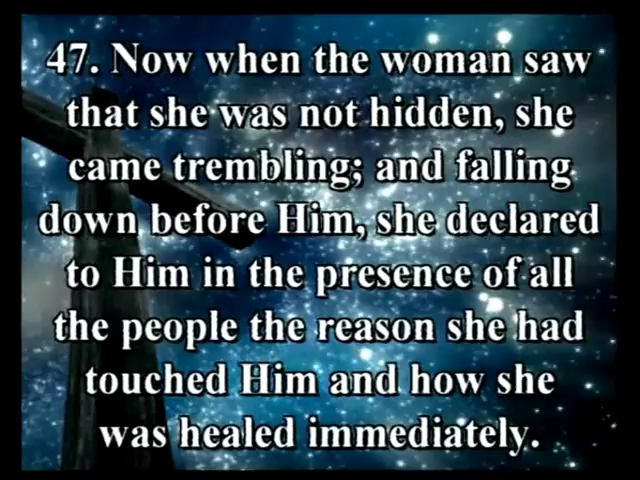 47. Now when the woman saw
that she was not hidden, she
came trembling; and falling
down before Him, she declared
to Him in the presence of all
the people the reason she had
touched Him and how she
was healed immediately.